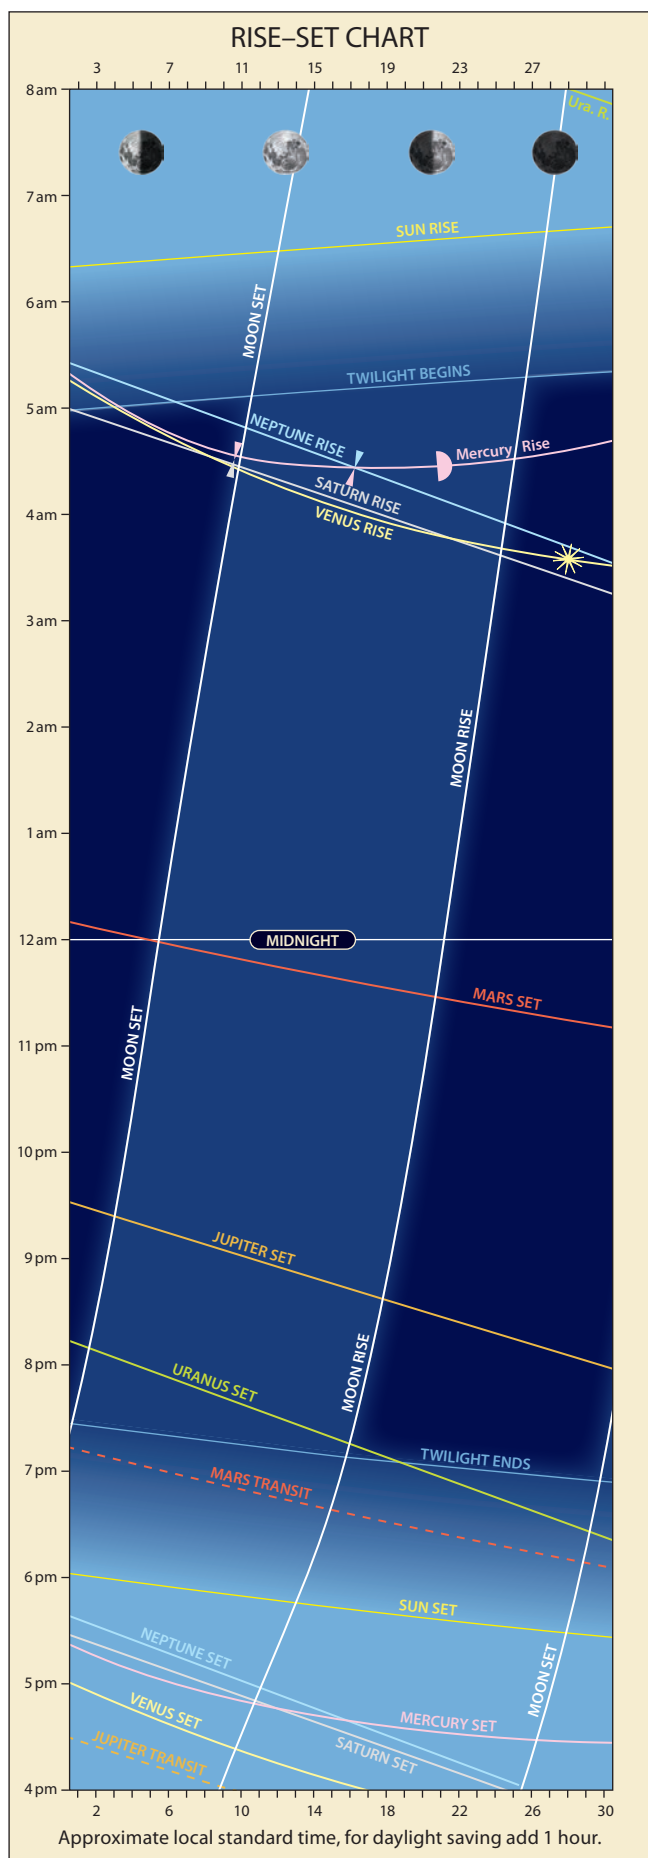 RISE–SET CHART
3 7 11 15 19 23 27
8 am
Ura. R.
7 am
SUN RISE
6 am
MOON SET
TWILIGHT BEGINS
5 am
NEPTUNE RISE
Mercury Rise
SATURN RISE
4 am
VENUS RISE
3 am
2 am
MOON RISE
1 am
12 am
MIDNIGHT
MARS SET
11 pm
MOON SET
10 pm
9 pm
JUPITER SET
8 pm
MOON RISE
URANUS SET
7 pm
TWILIGHT ENDS
MARS TRANSIT
6 pm
SUN SET
NEPTUNE SET
5 pm
MOON SET
VENUS SET
MERCURY SET
JUPITER TRANSIT
SATURN SET
4 pm
2 6 10 14 18 22 26 30
Approximate local standard time, for daylight saving add 1 hour.